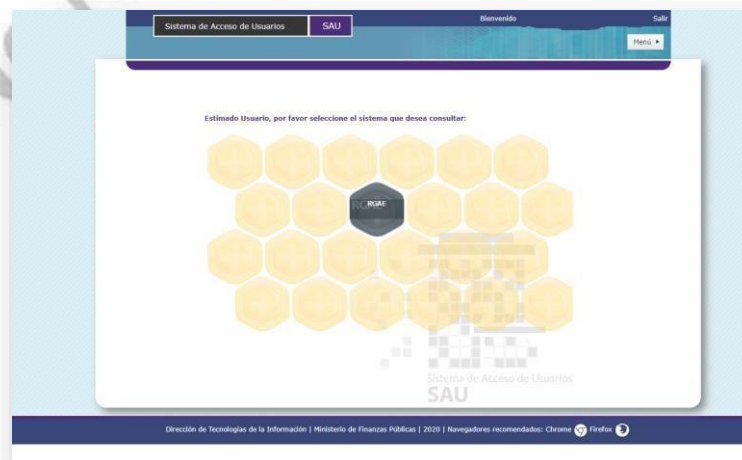 Sistema de Acceso de Usuarios SAU
Bienvenido
Salir
Menú
Estimado Usuario, por favor seleccione el sistema que desea consultar:
RGAE
RGAE
Sistema de Acceso de Usuarios
SAU
Dirección de Tecnologías de la Información | Ministerio de Finanzas Públicas | 2020 | Navegadores recomendados: Chrome Firefox